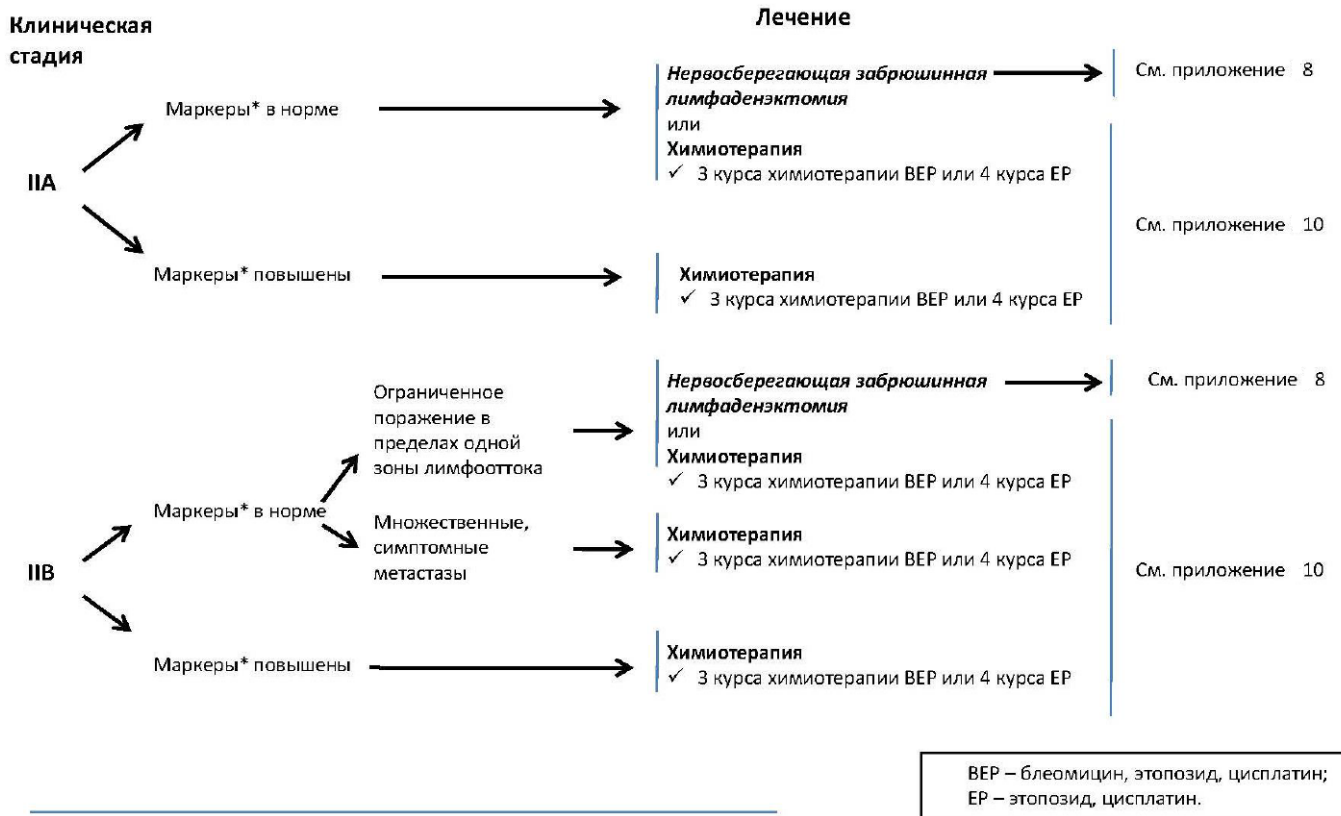 Клиническая
стадия
Лечение
IIA
Маркеры* в норме
Нервосберегающая забрюшинная
лимфаденэктомия
или
Химиотерапия
✓ 3 курса химиотерапии BEP или 4 курса EP
См. приложение 8
Маркеры* повышены
Химиотерапия
✓ 3 курса химиотерапии BEP или 4 курса EP
См. приложение 10
IIB
Маркеры* в норме
Ограниченное
поражение в
пределах одной
зоны лимфооттока
Нервосберегающая забрюшинная
лимфаденэктомия
или
Химиотерапия
✓ 3 курса химиотерапии BEP или 4 курса EP
См. приложение 8
Множественные,
симптомные
метастазы
Химиотерапия
✓ 3 курса химиотерапии BEP или 4 курса EP
См. приложение 10
Маркеры* повышены
Химиотерапия
✓ 3 курса химиотерапии BEP или 4 курса EP
BEP – блеомицин, этопозид, цисплатин;
EP – этопозид, цисплатин.